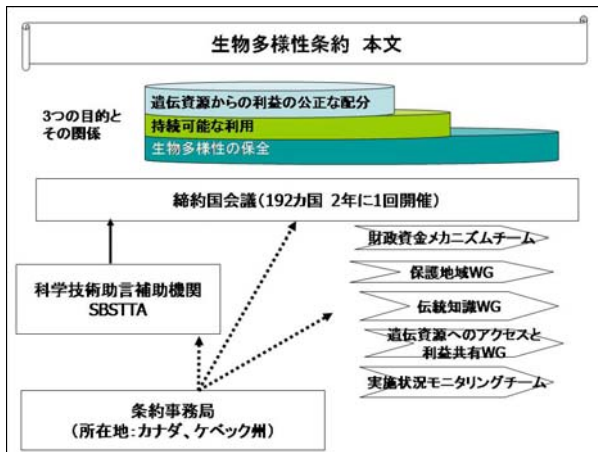 生物多様性条約 本文
3つの目的と
その関係
遺伝資源からの利益の公正な配分
持続可能な利用
生物多様性の保全
締約国会議(192カ国 2年に1回開催)
科学技術助言補助機関
SBSTTA
財政資金メカニズムチーム
保護地域WG
伝統知識WG
遺伝資源へのアクセスと
利益共有WG
実施状況モニタリングチーム
条約事務局
(所在地:カナダ、ケベック州)